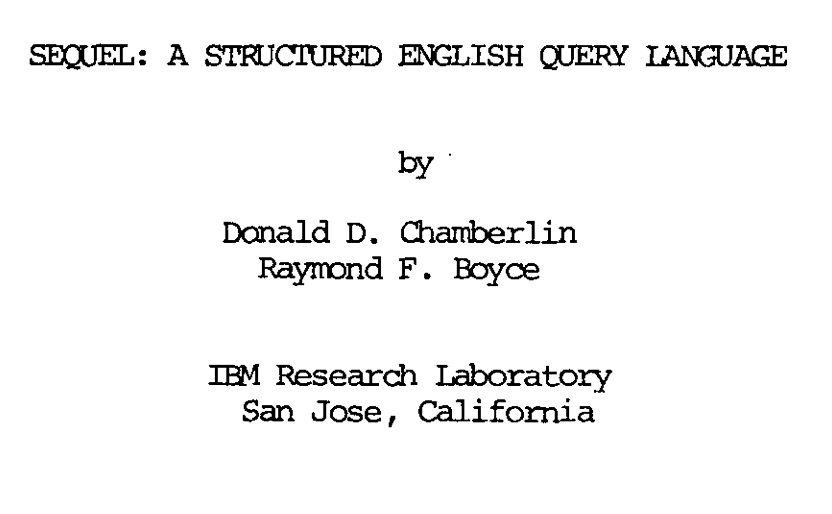 SEQUEL: A STRUCTURED ENGLISH QUERY LANGUAGE
by
Donald D. Chamberlin
Raymond F. Boyce
IBM Research Laboratory
San Jose, California